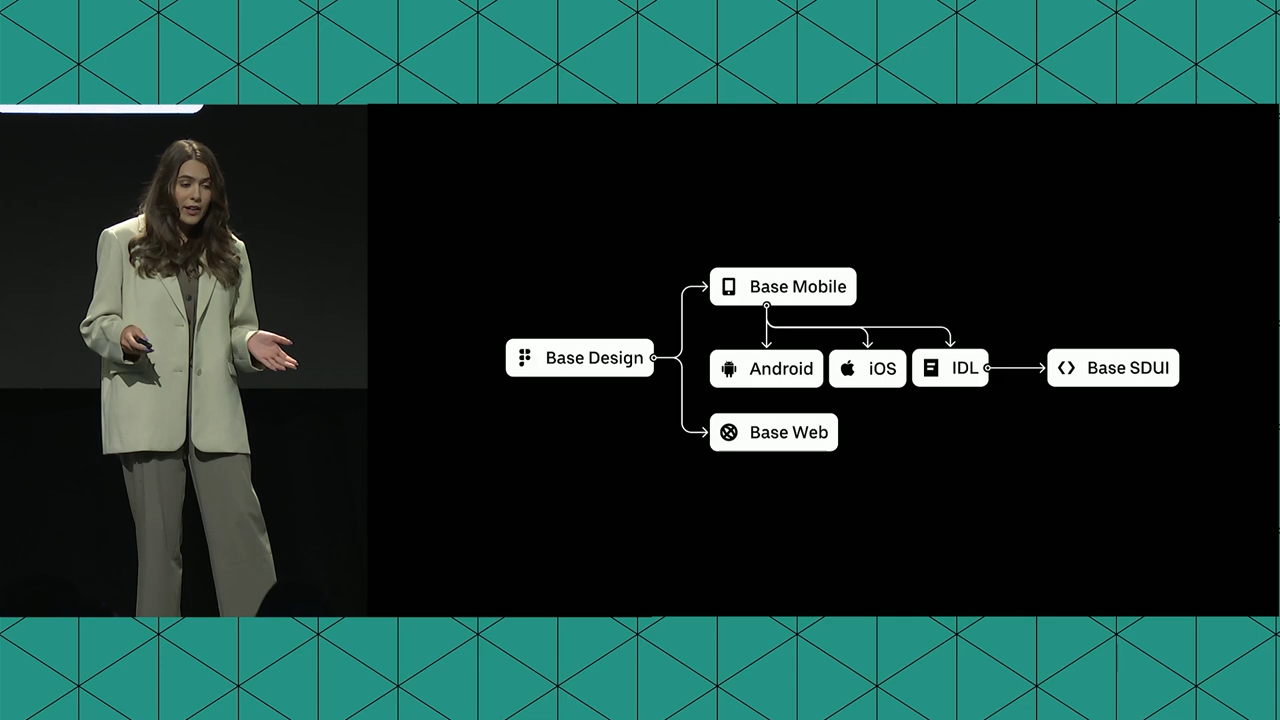 Base Mobile
Base Design
Android
iOS
IDL
Base SDUI
Base Web